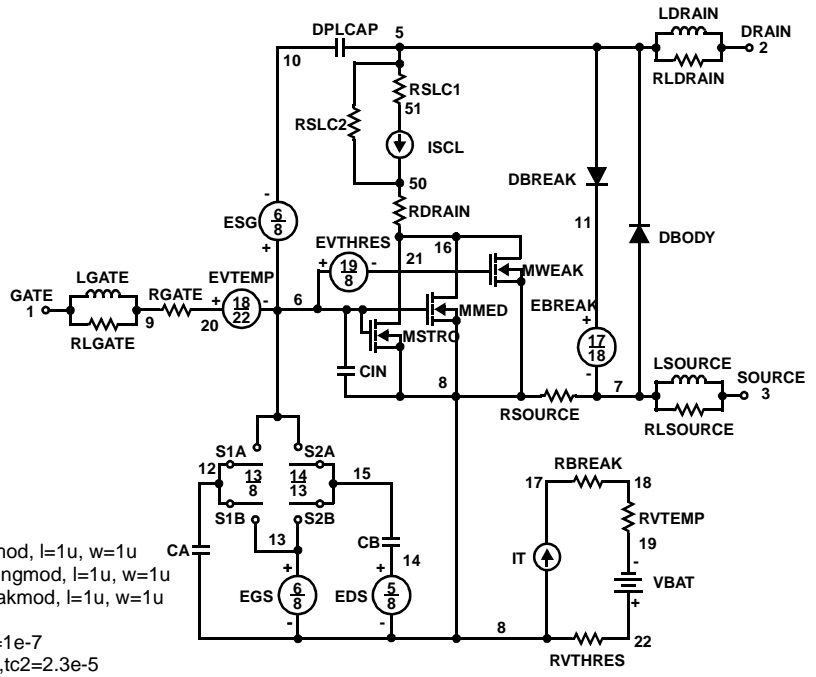 LDRAIN
DPLCAP 5 DRAIN
2
10
RLDRAIN
RSLC1
51
RSLC2
ISCL
50
DBREAK
-
RDRAIN
6
8
ESG
11
DBODY
+
EVTHRES
16
21
+ 19 -
8
MWEAK
LGATE
EVTEMP
GATE
1
RGATE
+ 18 -
22
6
MMED
EBREAK
+
9
20
RLGATE
MSTRO
17
18
-
LSOURCE
CIN
8
7
SOURCE
3
RSOURCE
RLSOURCE
S1A S2A
12
13
8
14
13
15
17 RBREAK 18
S1B S2B
RVTEMP
13
CB
19
CA
IT
14
-
mod, l=1u, w=1u
+ +
VBAT
ngmod, l=1u, w=1u
EGS 6
8
EDS 5
8
+
akmod, l=1u, w=1u
- -
8
22
=1e-7
RVTHRES
,tc2=2.3e-5